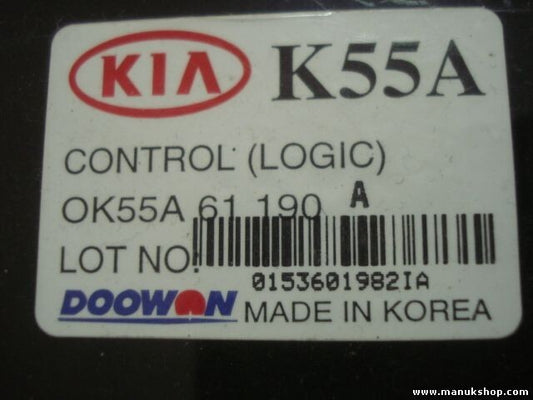 KIA K55A
CONTROL (LOGIC)
OK55A 61 190 A
LOT NO:
0153601982IA
DOOWON MADE IN KOREA
www.manukshop.com